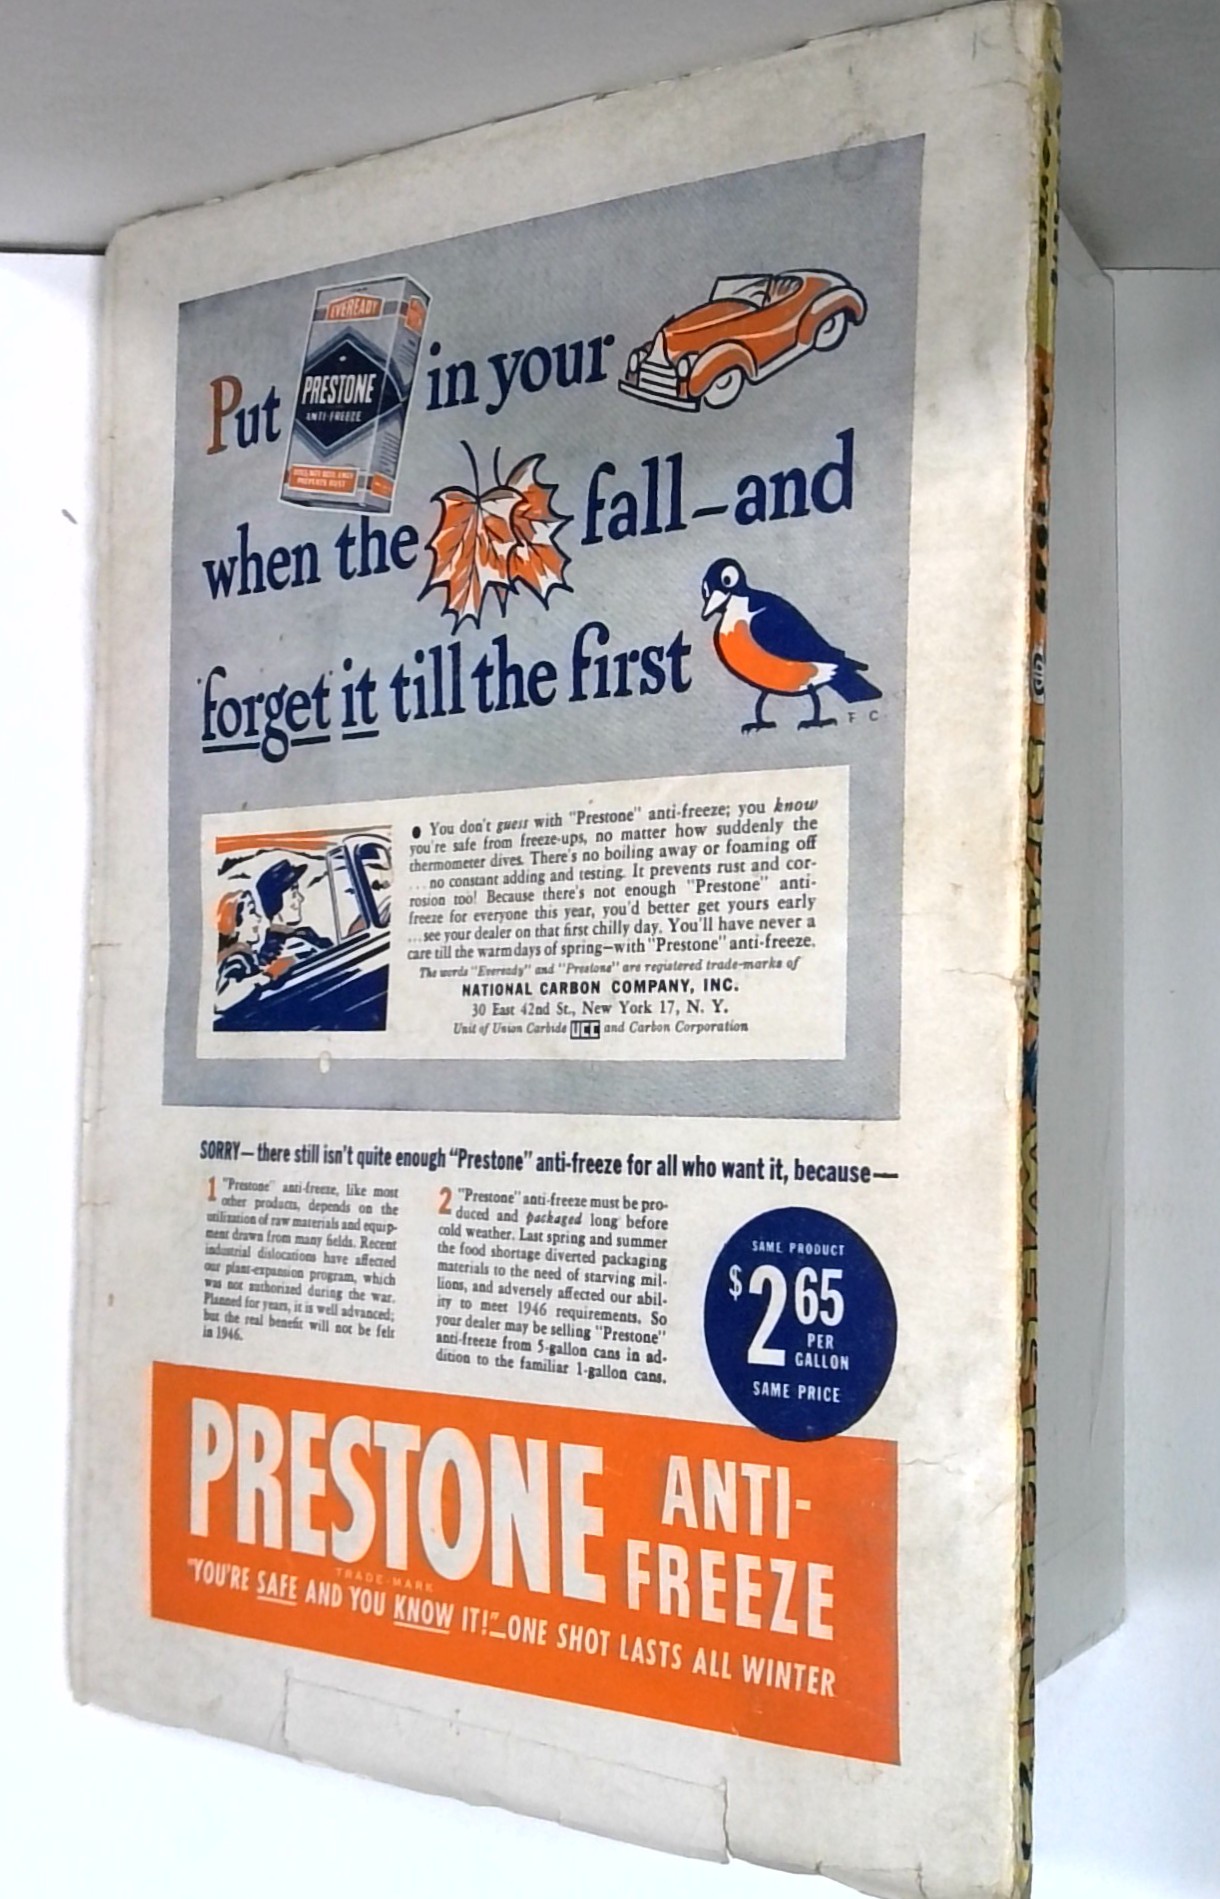 Put
EVEREADY
PRESTONE
ANTI-FREEZE
DOES NOT BOIL AWAY
PREVENTS RUST
in your
when the
fall—and
forget it till the first
F C
● You don't guess with "Prestone" anti-freeze; you know
you're safe from freeze-ups, no matter how suddenly the
thermometer dives. There's no boiling away or foaming off
... no constant adding and testing. It prevents rust and cor-
rosion too! Because there's not enough "Prestone" anti-
freeze for everyone this year, you'd better get yours early
...see your dealer on that first chilly day. You'll have never a
care till the warm days of spring—with "Prestone" anti-freeze.
The words "Eveready" and "Prestone" are registered trade-marks of
NATIONAL CARBON COMPANY, INC.
30 East 42nd St., New York 17, N. Y.
Unit of Union Carbide UCC and Carbon Corporation
SORRY—there still isn't quite enough "Prestone" anti-freeze for all who want it, because—
1 "Prestone" anti-freeze, like most
other products, depends on the
utilization of raw materials and equip-
ment drawn from many fields. Recent
industrial dislocations have affected
our plant-expansion program, which
was not authorized during the war.
Planned for years, it is well advanced;
but the real benefit will not be felt
in 1946.
2 "Prestone" anti-freeze must be pro-
duced and packaged long before
cold weather. Last spring and summer
the food shortage diverted packaging
materials to the need of starving mil-
lions, and adversely affected our abil-
ity to meet 1946 requirements. So
your dealer may be selling "Prestone"
anti-freeze from 5-gallon cans in ad-
dition to the familiar 1-gallon cans.
SAME PRODUCT
$2 65
PER
GALLON
SAME PRICE
PRESTONE
TRADE-MARK
ANTI-
FREEZE
"YOU'RE SAFE AND YOU KNOW IT!"—ONE SHOT LASTS ALL WINTER